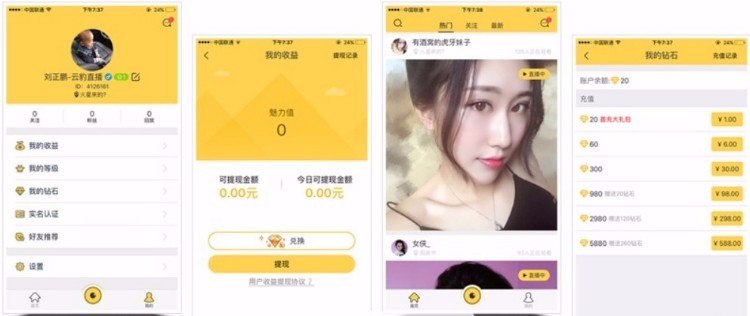 中国联通
下午7:37
24%
刘正鹏-云豹直播
ID: 4126161
火星来的?
0
关注
0
粉丝
0
回放
我的收益
我的等级
我的钻石
实名认证
好友推荐
设置
首页
我的
中国联通
下午7:37
24%
我的收益
提现记录
魅力值
0
可提现金额
0.00元
今日可提现金额
0.00元
兑换
提现
用户收益提现协议
中国联通
下午7:38
24%
热门
关注
最新
有酒窝的虎牙妹子
火星来的?
直播中
女侠_
直播中
首页
我的
中国联通
下午7:37
24%
我的钻石
充值记录
账户余额: 20
充值
20 首充大礼包
¥ 1.00
60
¥ 6.00
300
¥ 30.00
980 赠送20钻石
¥ 98.00
2980 赠送120钻石
¥ 298.00
5880 赠送260钻石
¥ 588.00